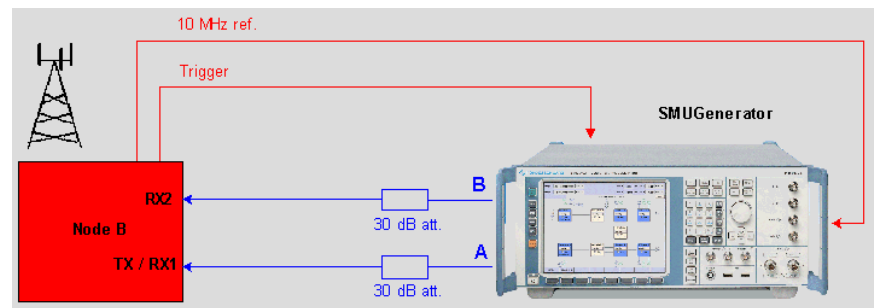 10 MHz ref.
Trigger
SMUGenerator
B
RX2
30 dB att.
Node B
A
TX / RX1
30 dB att.